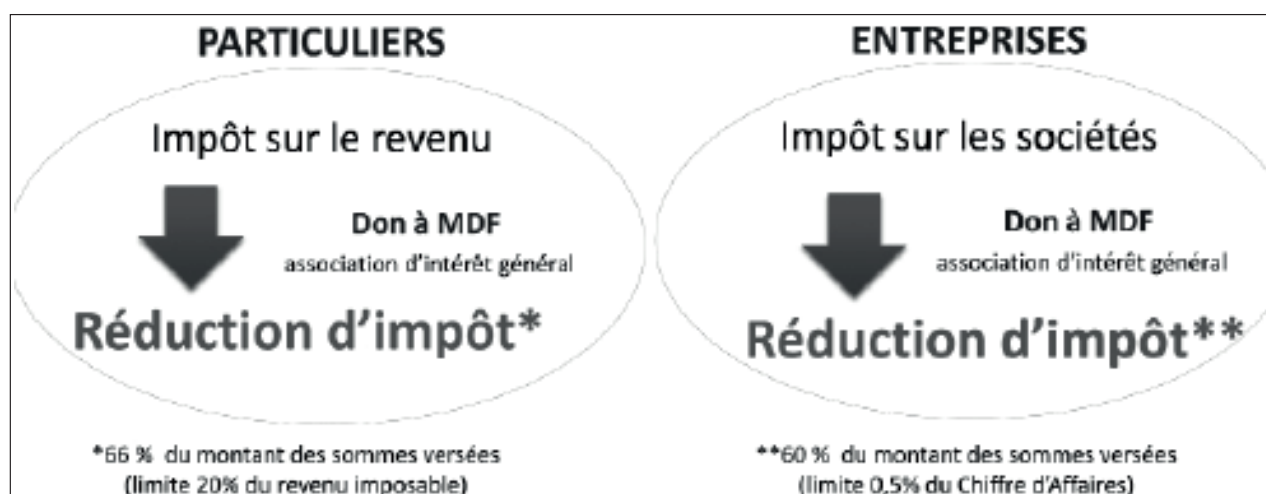 PARTICULIERS
Impôt sur le revenu
Don à MDF
association d'intérêt général
Réduction d'impôt*
*66 % du montant des sommes versées
(limite 20% du revenu imposable)
ENTREPRISES
Impôt sur les sociétés
Don à MDF
association d'intérêt général
Réduction d'impôt**
**60 % du montant des sommes versées
(limite 0,5% du Chiffre d'Affaires)